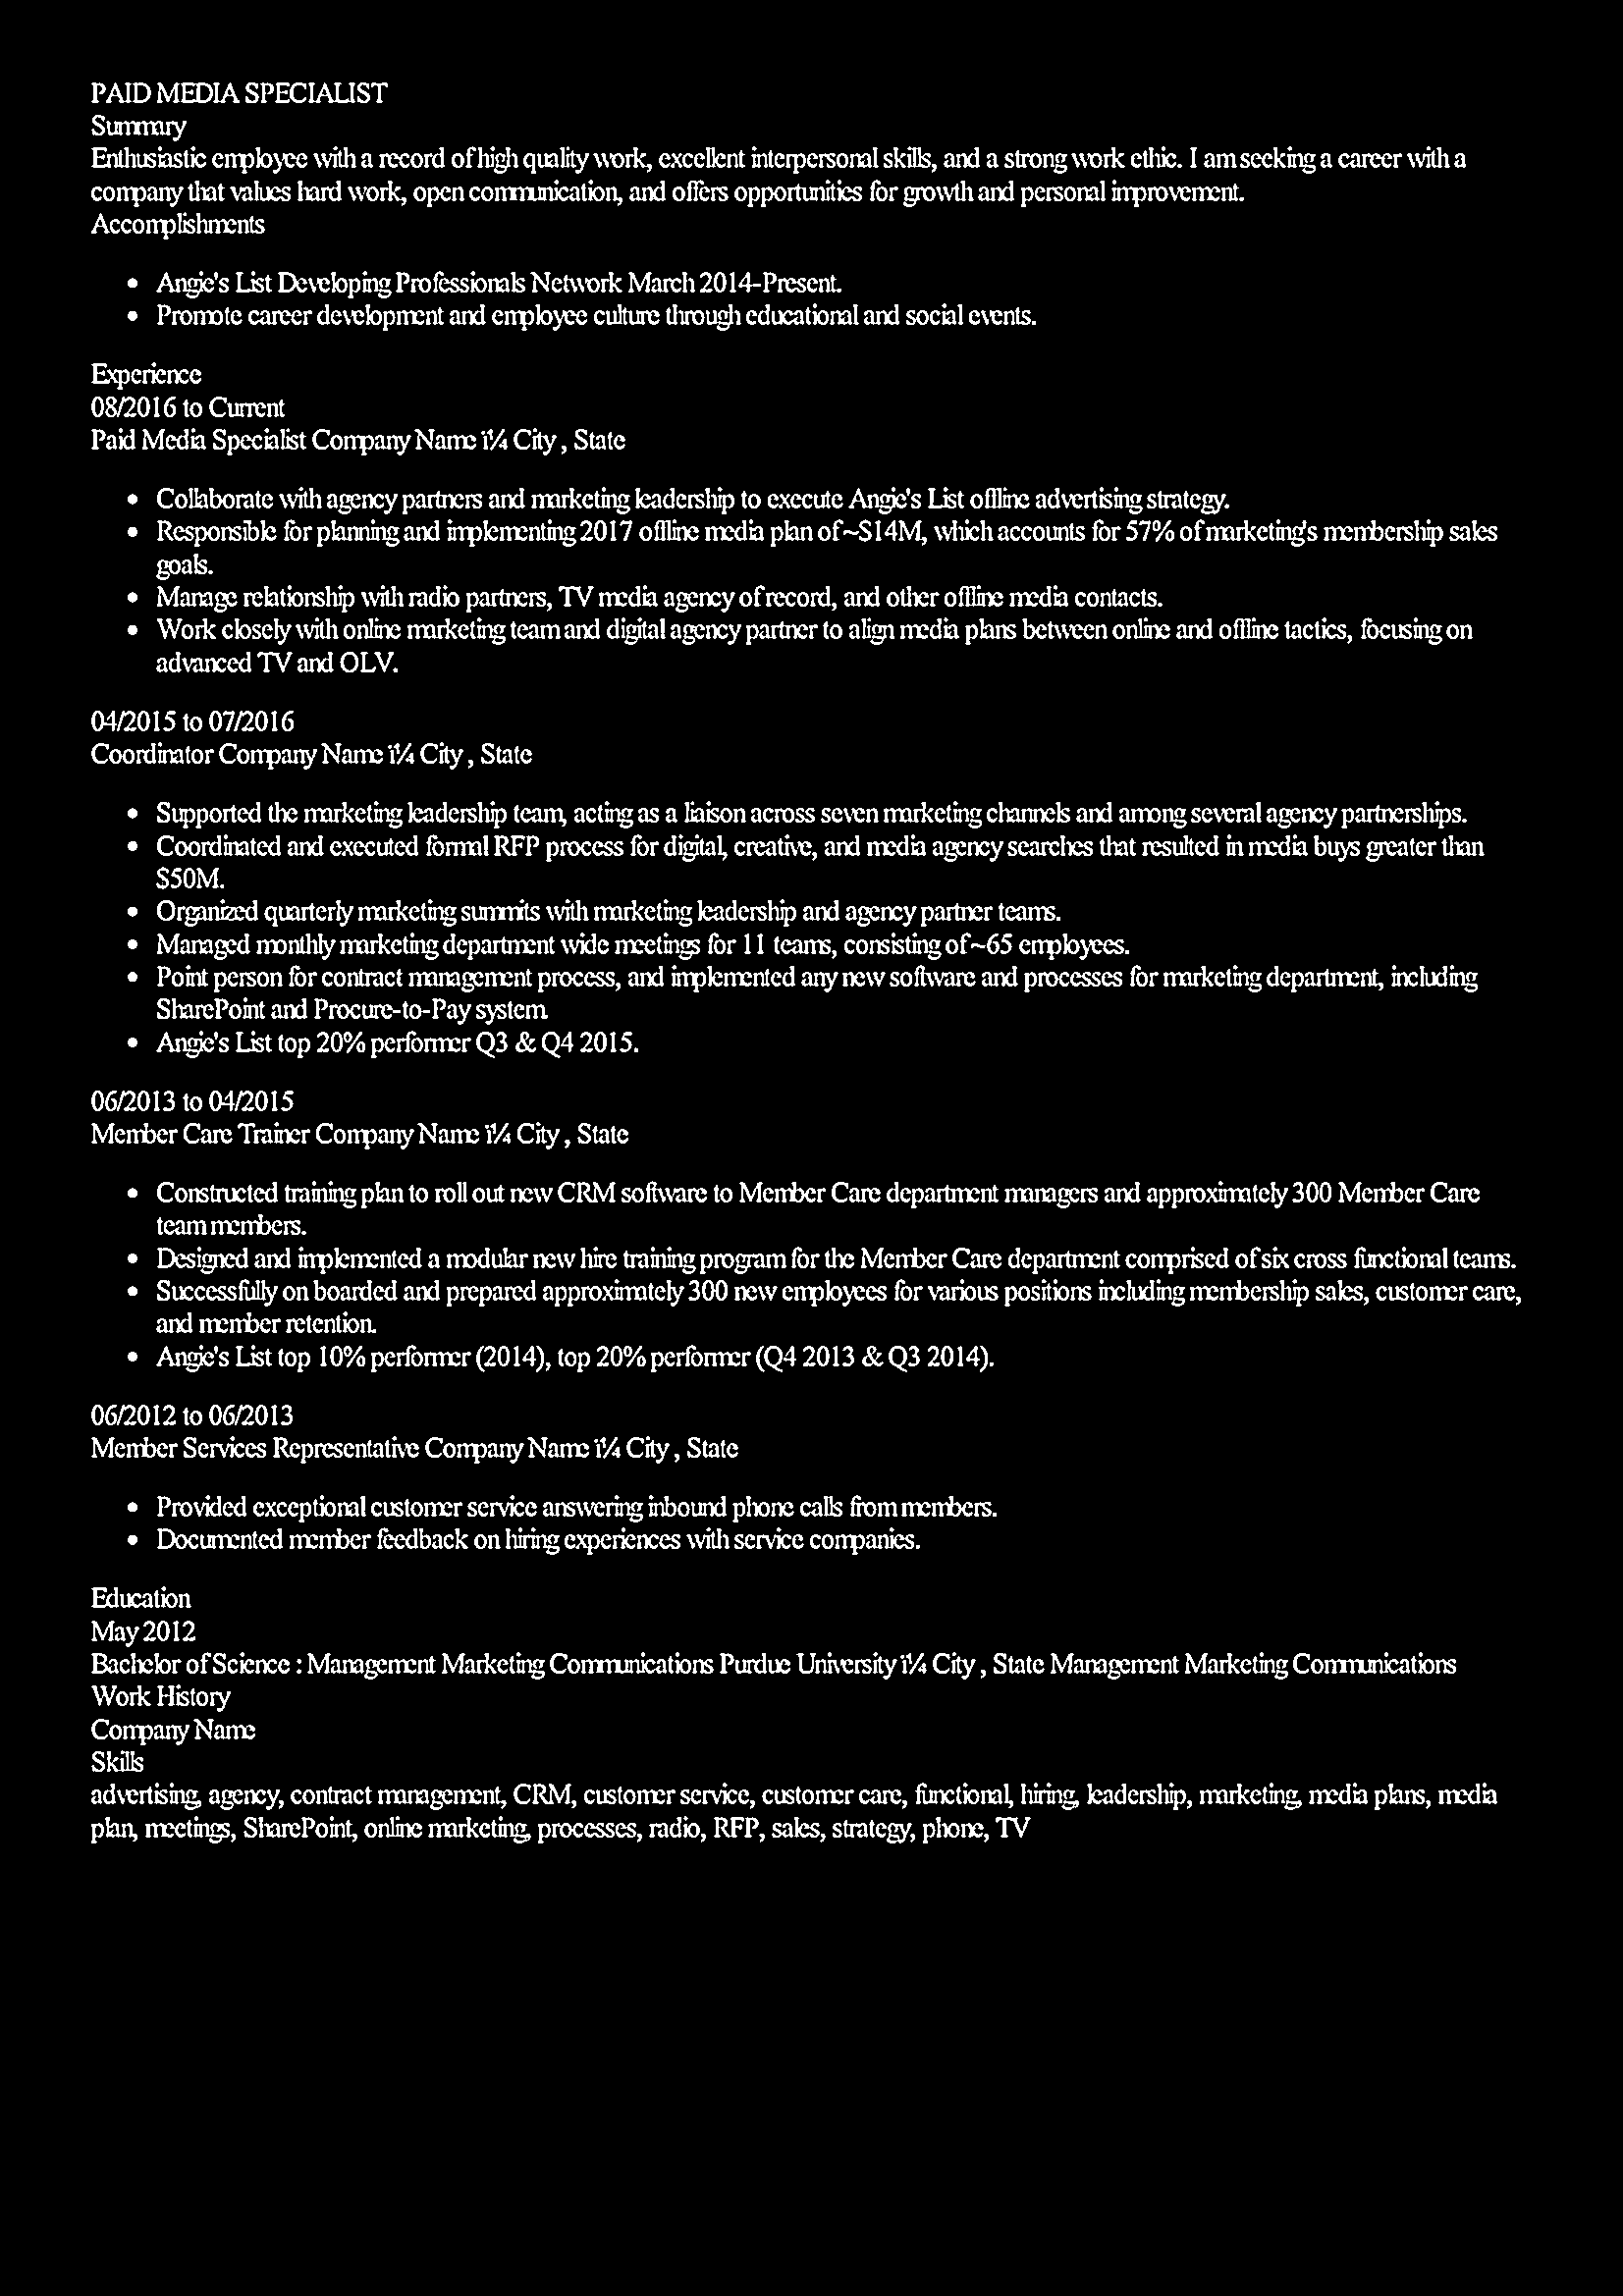 PAID MEDIA SPECIALIST
Summary
Enthusiastic employee with a record of high quality work, excellent interpersonal skills, and a strong work ethic. I am seeking a career with a
company that values hard work, open communication, and offers opportunities for growth and personal improvement.
Accomplishments
• Angie's List Developing Professionals Network March 2014-Present.
• Promote career development and employee culture through educational and social events.
Experience
08/2016 to Current
Paid Media Specialist Company Name ï¼ City , State
• Collaborate with agency partners and marketing leadership to execute Angie's List offline advertising strategy.
• Responsible for planning and implementing 2017 offline media plan of ~$14M, which accounts for 57% of marketing's membership sales
goals.
• Manage relationship with radio partners, TV media agency of record, and other offline media contacts.
• Work closely with online marketing team and digital agency partner to align media plans between online and offline tactics, focusing on
advanced TV and OLV.
04/2015 to 07/2016
Coordinator Company Name ï¼ City , State
• Supported the marketing leadership team, acting as a liaison across seven marketing channels and among several agency partnerships.
• Coordinated and executed formal RFP process for digital, creative, and media agency searches that resulted in media buys greater than
$50M.
• Organized quarterly marketing summits with marketing leadership and agency partner teams.
• Managed monthly marketing department wide meetings for 11 teams, consisting of ~65 employees.
• Point person for contract management process, and implemented any new software and processes for marketing department, including
SharePoint and Procure-to-Pay system.
• Angie's List top 20% performer Q3 & Q4 2015.
06/2013 to 04/2015
Member Care Trainer Company Name ï¼ City , State
• Constructed training plan to roll out new CRM software to Member Care department managers and approximately 300 Member Care
team members.
• Designed and implemented a modular new hire training program for the Member Care department comprised of six cross functional teams.
• Successfully on boarded and prepared approximately 300 new employees for various positions including membership sales, customer care,
and member retention.
• Angie's List top 10% performer (2014), top 20% performer (Q4 2013 & Q3 2014).
06/2012 to 06/2013
Member Services Representative Company Name ï¼ City , State
• Provided exceptional customer service answering inbound phone calls from members.
• Documented member feedback on hiring experiences with service companies.
Education
May 2012
Bachelor of Science : Management Marketing Communications Purdue University ï¼ City , State Management Marketing Communications
Work History
Company Name
Skills
advertising, agency, contract management, CRM, customer service, customer care, functional, hiring, leadership, marketing, media plans, media
plan, meetings, SharePoint, online marketing, processes, radio, RFP, sales, strategy, phone, TV